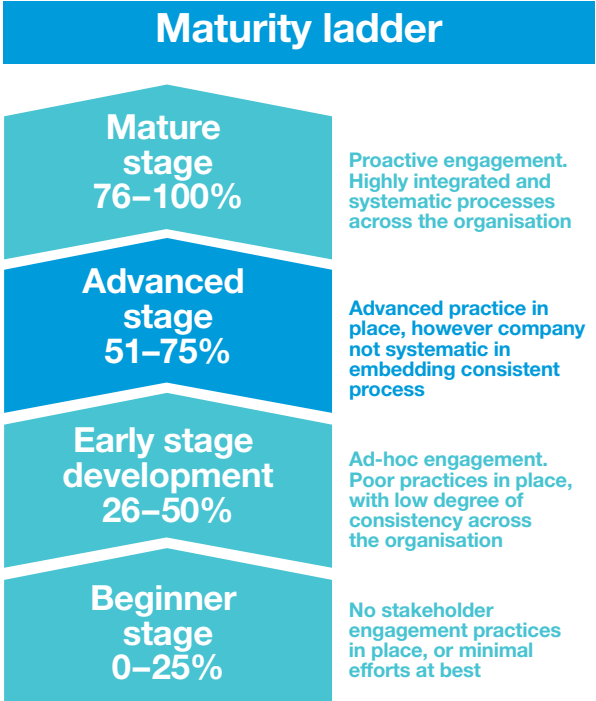 Maturity ladder
Mature
stage
76–100%
Proactive engagement.
Highly integrated and
systematic processes
across the organisation
Advanced
stage
51–75%
Advanced practice in
place, however company
not systematic in
embedding consistent
process
Early stage
development
26–50%
Ad-hoc engagement.
Poor practices in place,
with low degree of
consistency across
the organisation
Beginner
stage
0–25%
No stakeholder
engagement practices
in place, or minimal
efforts at best